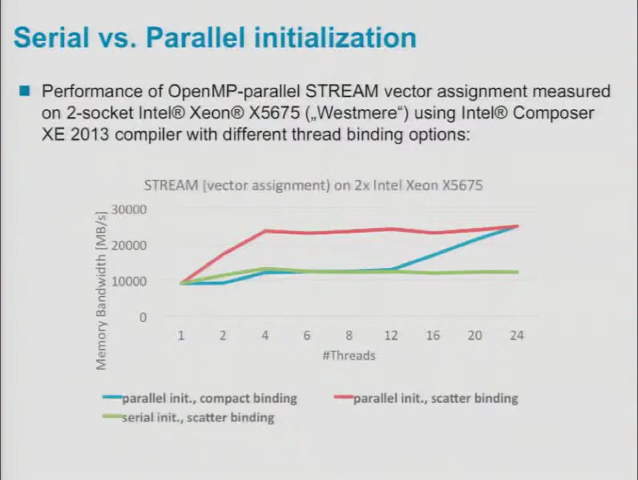 Serial vs. Parallel initialization
Performance of OpenMP-parallel STREAM vector assignment measured
on 2-socket Intel® Xeon® X5675 („Westmere“) using Intel® Composer
XE 2013 compiler with different thread binding options:
STREAM (vector assignment) on 2x Intel Xeon X5675
Memory Bandwidth [MB/s]
30000
20000
10000
0
1 2 4 6 8 12 16 20 24
#Threads
parallel init., compact binding parallel init., scatter binding
serial init., scatter binding